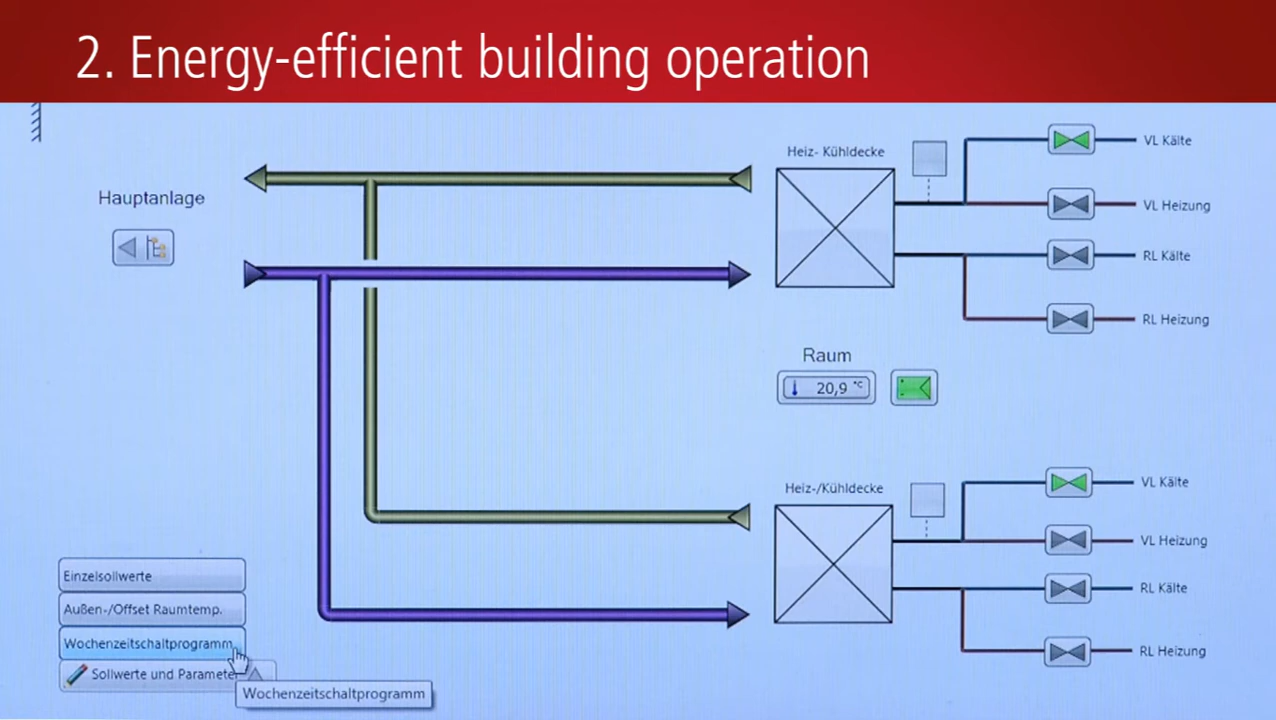 2. Energy-efficient building operation
Heiz- Kühldecke
VL Kälte
Hauptanlage
VL Heizung
RL Kälte
RL Heizung
Raum
20,9 °C
Heiz-/Kühldecke
VL Kälte
VL Heizung
RL Kälte
RL Heizung
Einzelsollwerte
Außen-/Offset Raumtemp.
Wochenzeitschaltprogramm
Sollwerte und Parameter
Wochenzeitschaltprogramm